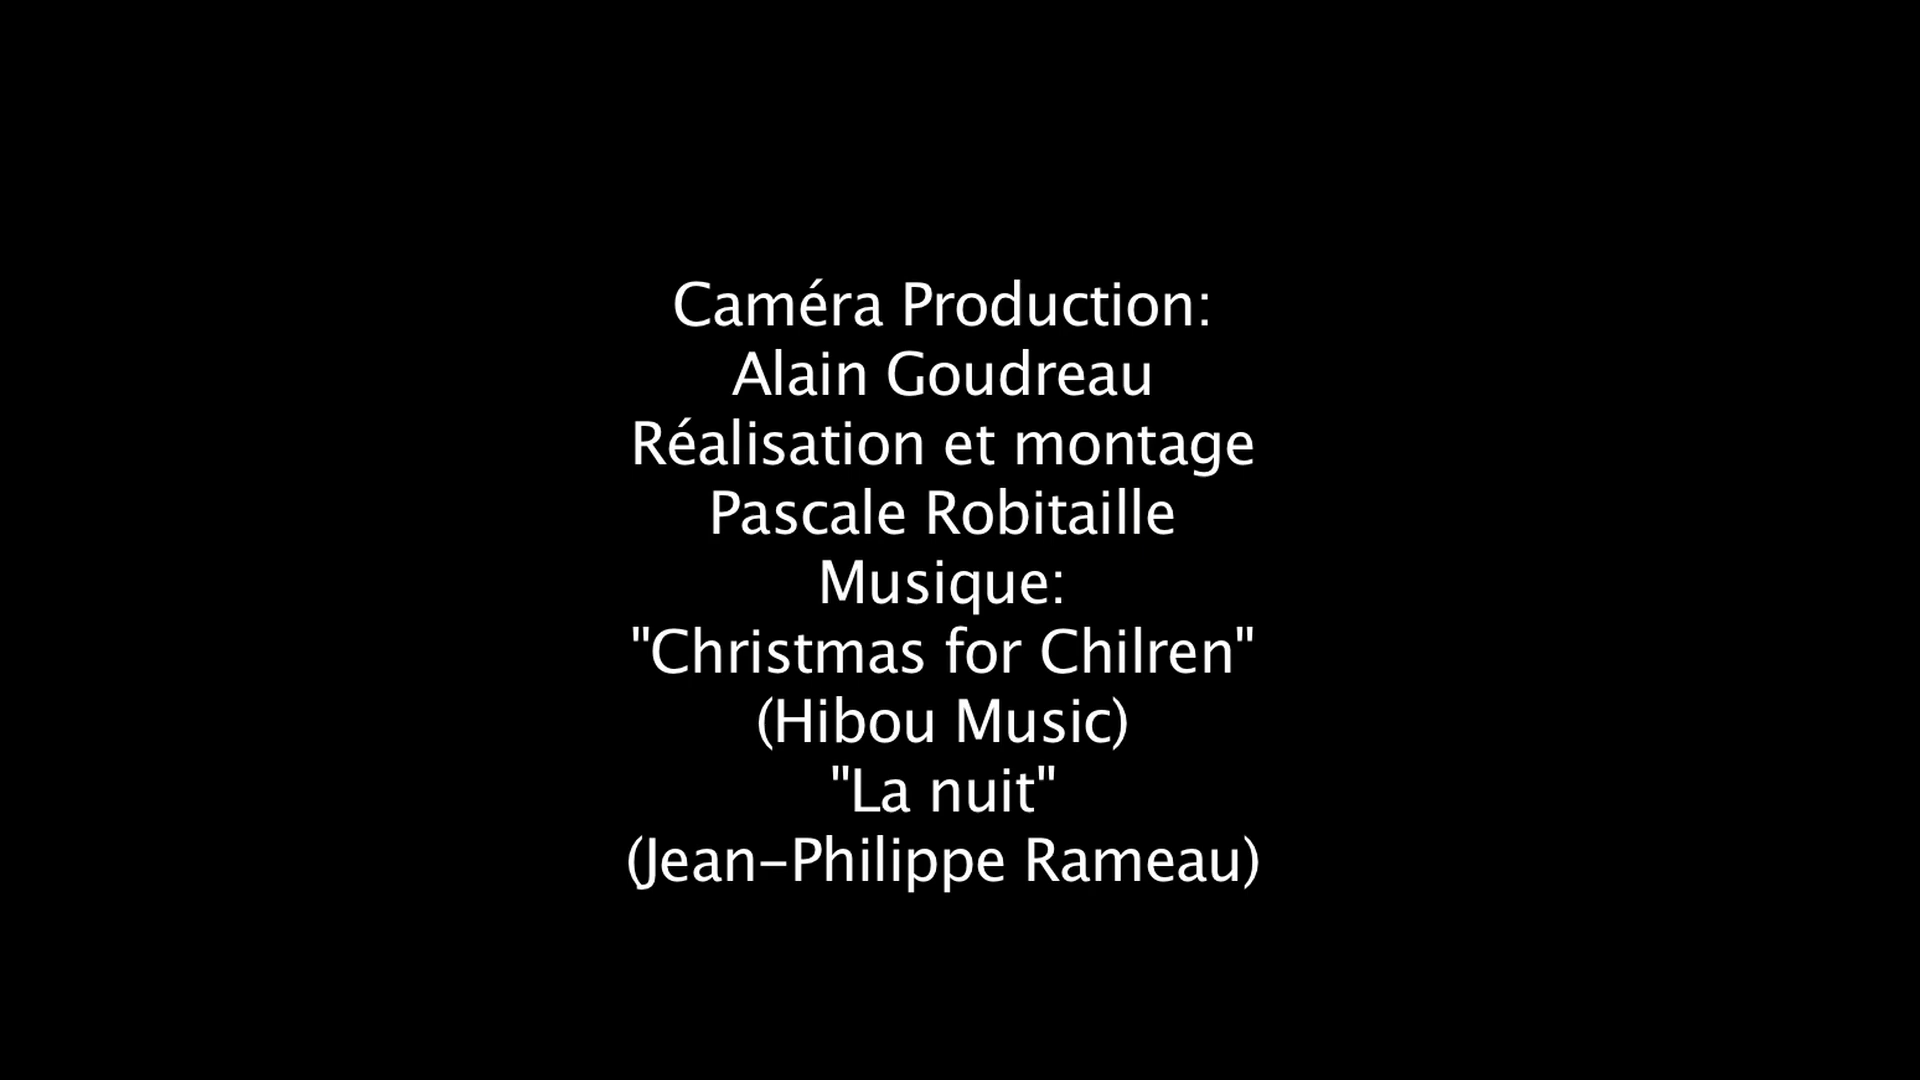 Caméra Production:
Alain Goudreau
Réalisation et montage
Pascale Robitaille
Musique:
"Christmas for Chilren"
(Hibou Music)
"La nuit"
(Jean-Philippe Rameau)